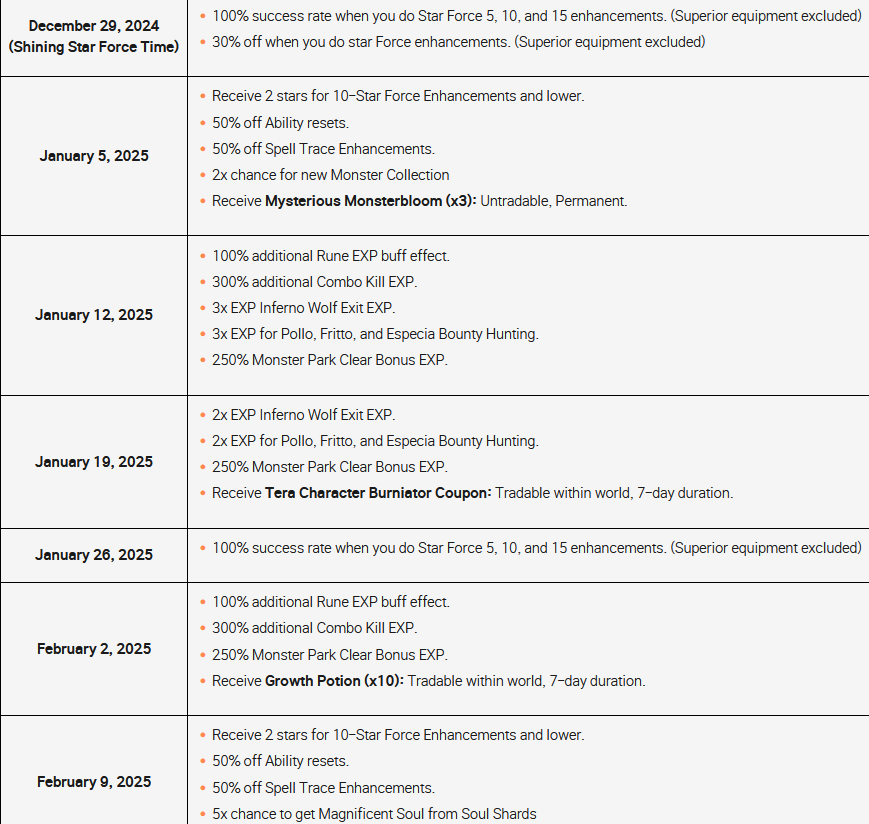 December 29, 2024
(Shining Star Force Time)
• 100% success rate when you do Star Force 5, 10, and 15 enhancements. (Superior equipment excluded)
• 30% off when you do star Force enhancements. (Superior equipment excluded)
January 5, 2025
• Receive 2 stars for 10-Star Force Enhancements and lower.
• 50% off Ability resets.
• 50% off Spell Trace Enhancements.
• 2x chance for new Monster Collection
• Receive Mysterious Monsterbloom (x3): Untradable, Permanent.
January 12, 2025
• 100% additional Rune EXP buff effect.
• 300% additional Combo Kill EXP.
• 3x EXP Inferno Wolf Exit EXP.
• 3x EXP for Pollo, Fritto, and Especia Bounty Hunting.
• 250% Monster Park Clear Bonus EXP.
January 19, 2025
• 2x EXP Inferno Wolf Exit EXP.
• 2x EXP for Pollo, Fritto, and Especia Bounty Hunting.
• 250% Monster Park Clear Bonus EXP.
• Receive Tera Character Burniator Coupon: Tradable within world, 7-day duration.
January 26, 2025
• 100% success rate when you do Star Force 5, 10, and 15 enhancements. (Superior equipment excluded)
February 2, 2025
• 100% additional Rune EXP buff effect.
• 300% additional Combo Kill EXP.
• 250% Monster Park Clear Bonus EXP.
• Receive Growth Potion (x10): Tradable within world, 7-day duration.
February 9, 2025
• Receive 2 stars for 10-Star Force Enhancements and lower.
• 50% off Ability resets.
• 50% off Spell Trace Enhancements.
• 5x chance to get Magnificent Soul from Soul Shards